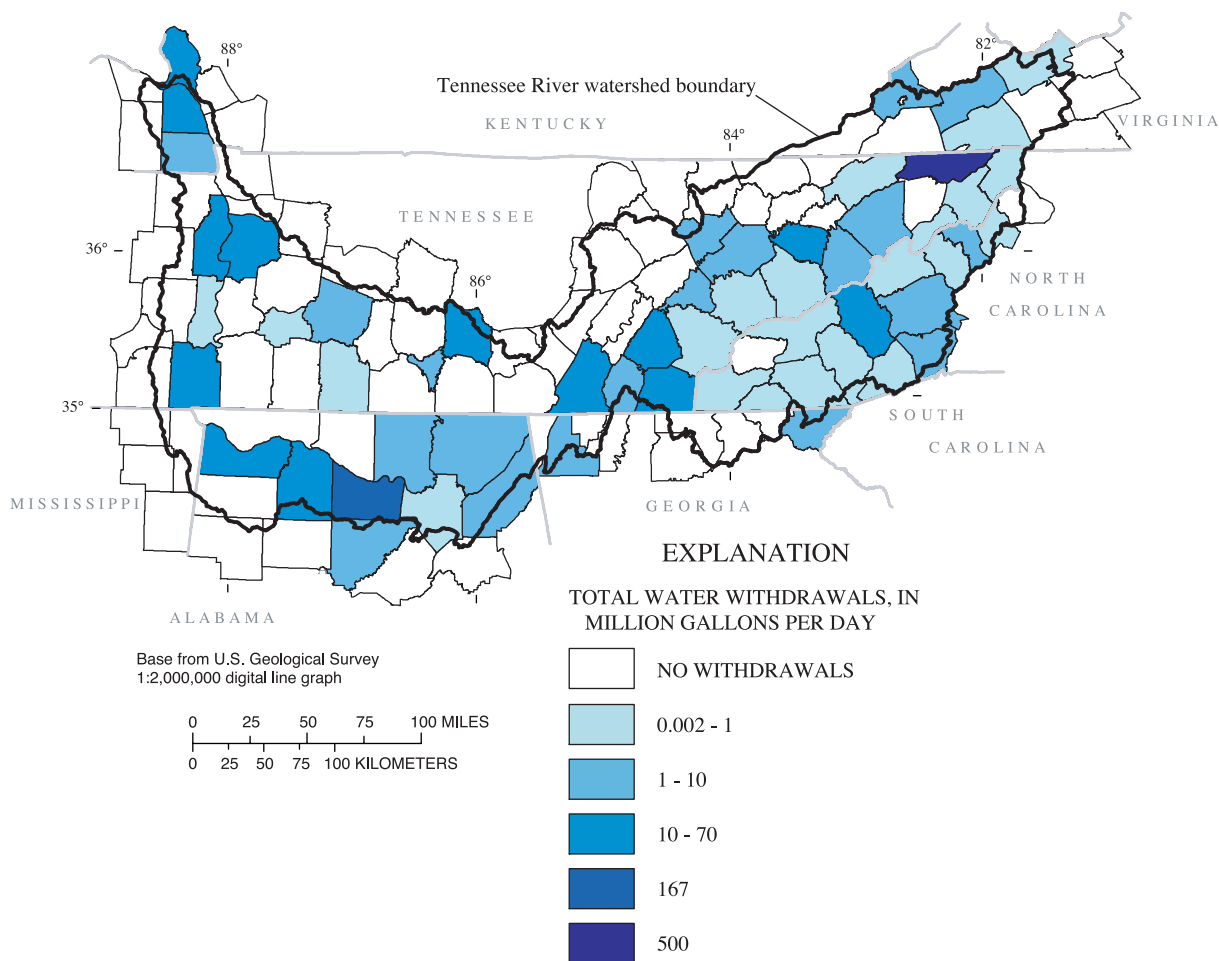 88°
82°
Tennessee River watershed boundary
KENTUCKY
VIRGINIA
84°
TENNESSEE
36°
86°
NORTH
CAROLINA
35°
SOUTH
CAROLINA
MISSISSIPPI
GEORGIA
ALABAMA
EXPLANATION
TOTAL WATER WITHDRAWALS, IN
MILLION GALLONS PER DAY
NO WITHDRAWALS
0.002 - 1
1 - 10
10 - 70
167
500
Base from U.S. Geological Survey
1:2,000,000 digital line graph
0 25 50 75 100 MILES
0 25 50 75 100 KILOMETERS